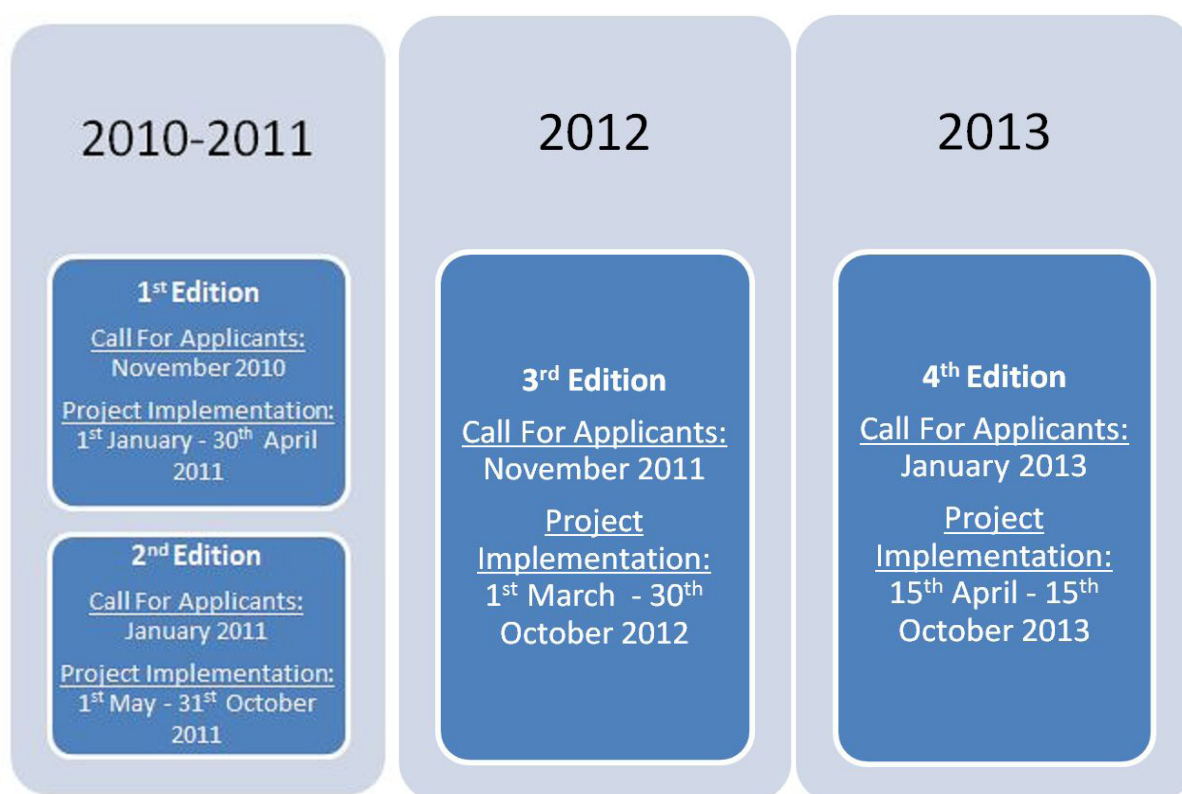 2010-2011
1st Edition
Call For Applicants:
November 2010
Project Implementation:
1st January - 30th April
2011
2nd Edition
Call For Applicants:
January 2011
Project Implementation:
1st May - 31st October
2011
2012
3rd Edition
Call For Applicants:
November 2011
Project
Implementation:
1st March - 30th
October 2012
2013
4th Edition
Call For Applicants:
January 2013
Project
Implementation:
15th April - 15th
October 2013